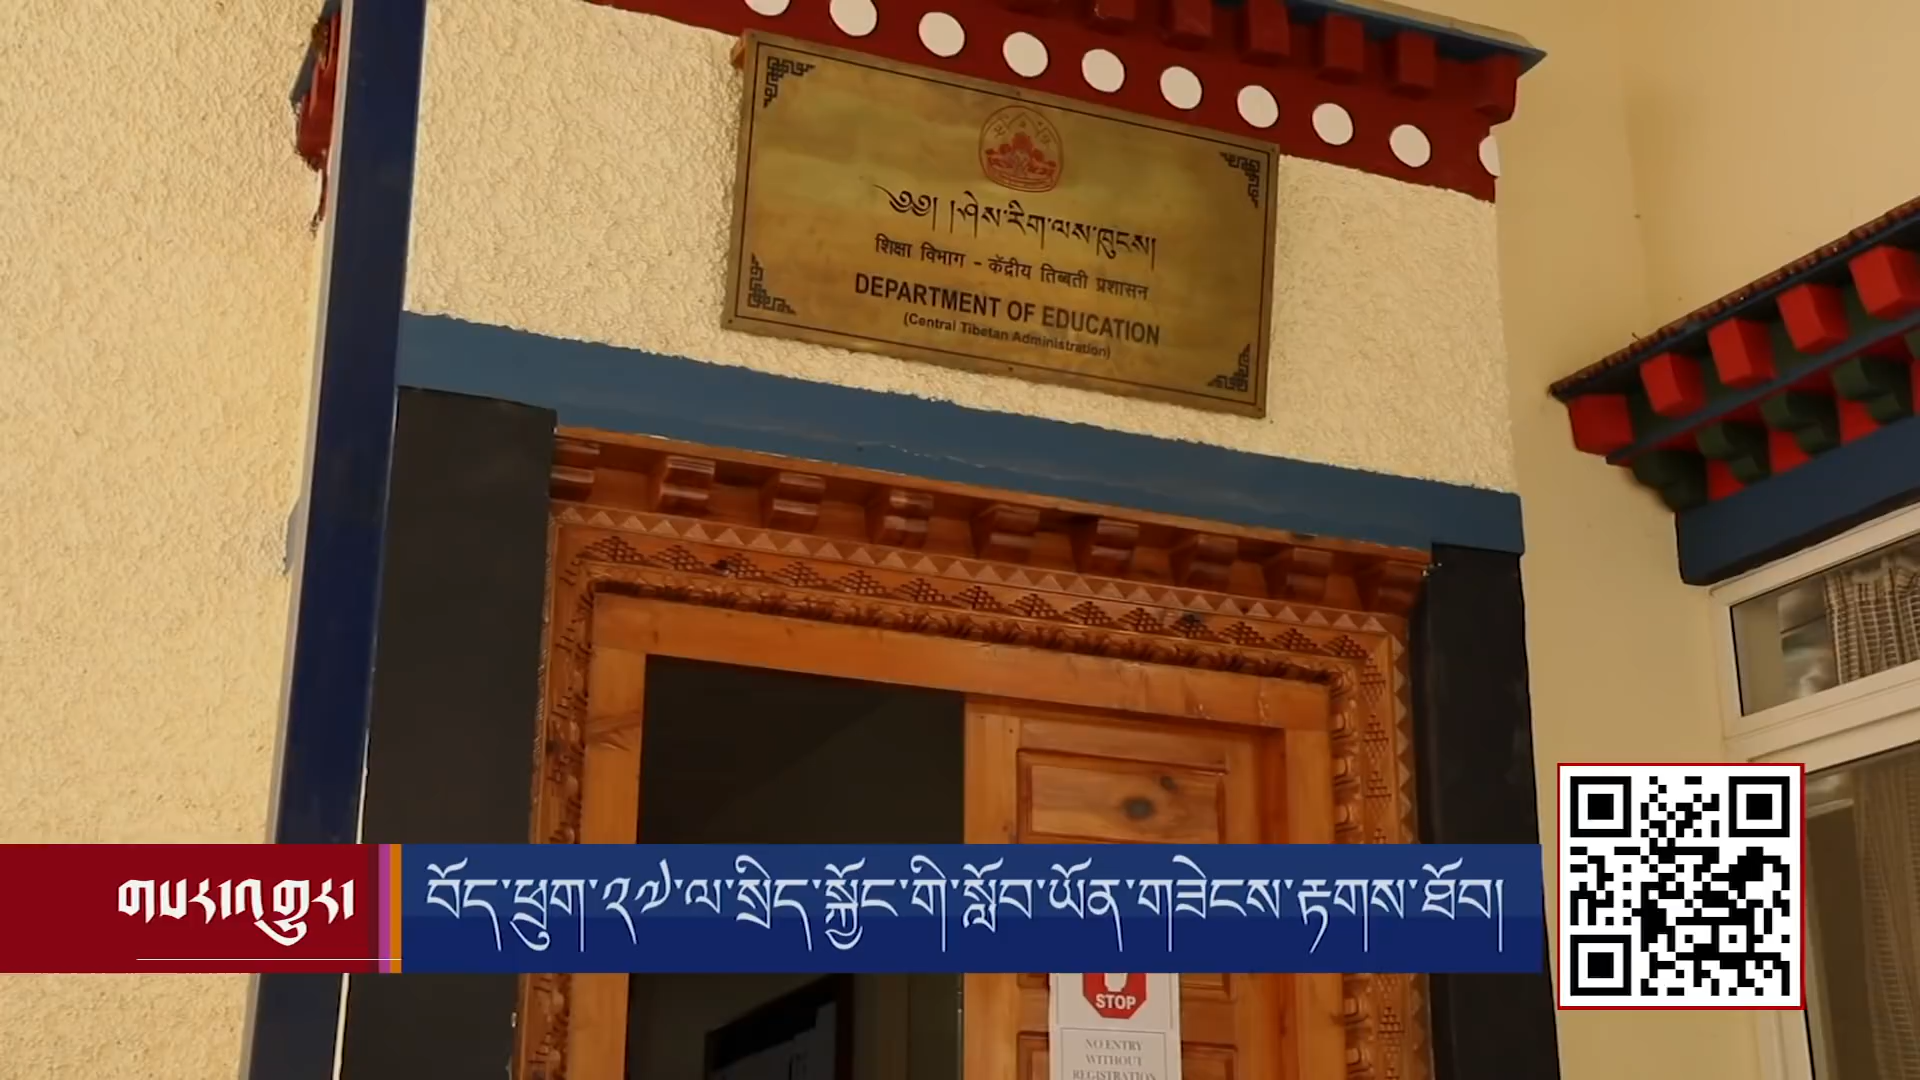 ༄༅། །ཤེས་རིག་ལས་ཁུངས།
शिक्षा विभाग - केंद्रीय तिब्बती प्रशासन
DEPARTMENT OF EDUCATION
(Central Tibetan Administration)
གསར་འགྱུར།
བོད་ཕྲུག་༢༧་ལ་སྲིད་སྐྱོང་གི་སློབ་ཡོན་གཟེངས་རྟགས་ཐོབ།
STOP
NO ENTRY
WITHOUT
REGISTRATION